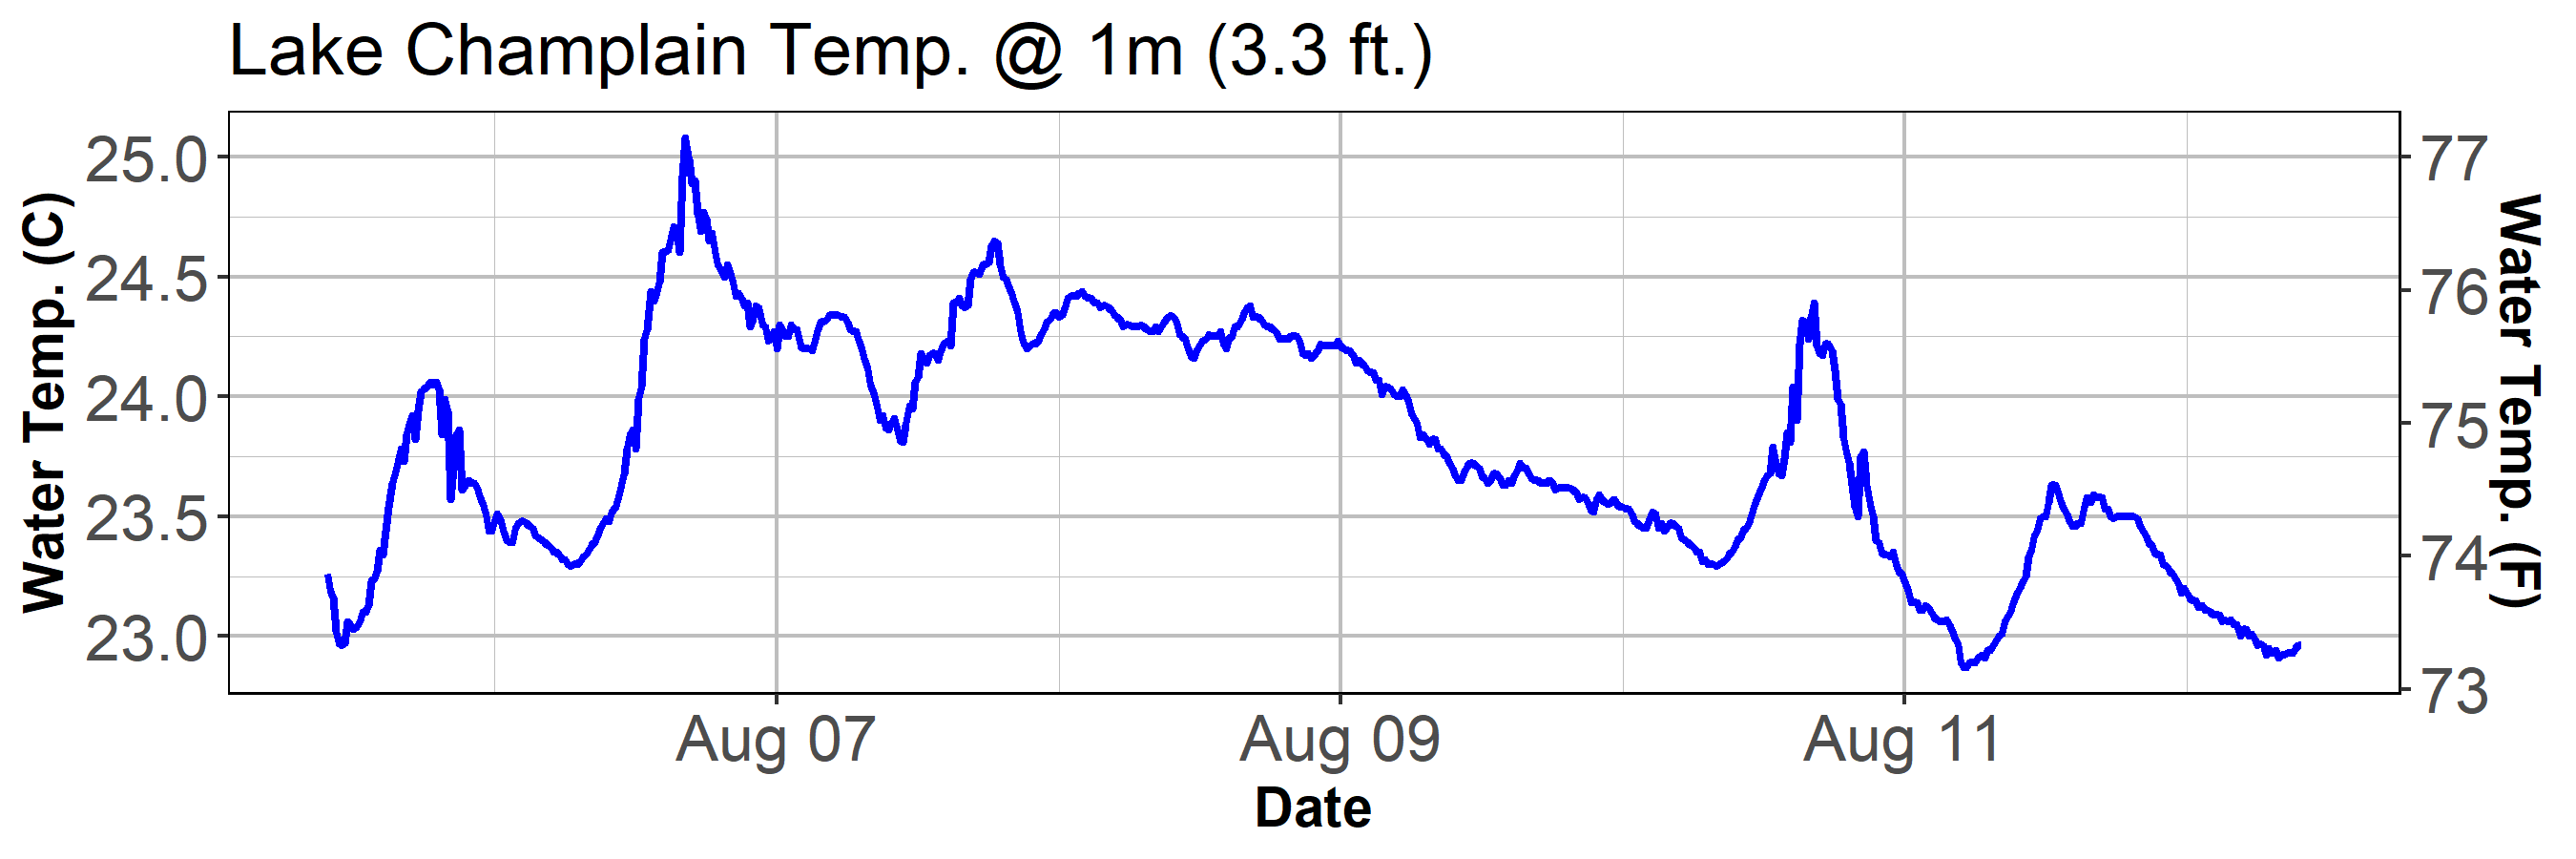 Lake Champlain Temp. @ 1m (3.3 ft.)
Water Temp. (C)
25.0
24.5
24.0
23.5
23.0
77
76
75
74
73
Water Temp. (F)
Aug 07 Aug 09 Aug 11
Date